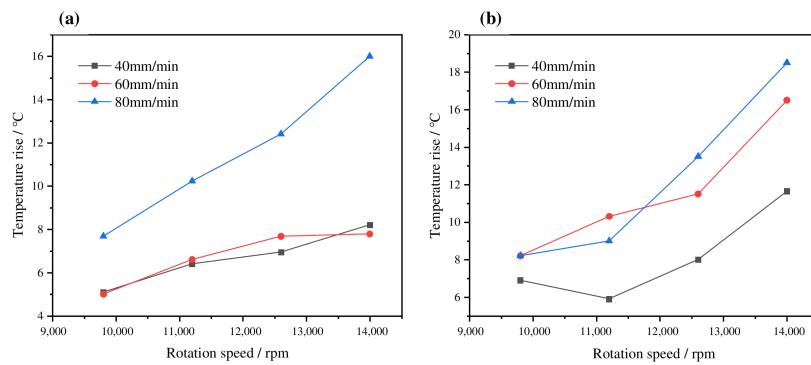 (a)
40mm/min
60mm/min
80mm/min
Temperature rise / °C
16
14
12
10
8
6
4
9,000
10,000
11,000
12,000
13,000
14,000
Rotation speed / rpm
(b)
40mm/min
60mm/min
80mm/min
Temperature rise / °C
20
18
16
14
12
10
8
6
9,000
10,000
11,000
12,000
13,000
14,000
Rotation speed / rpm